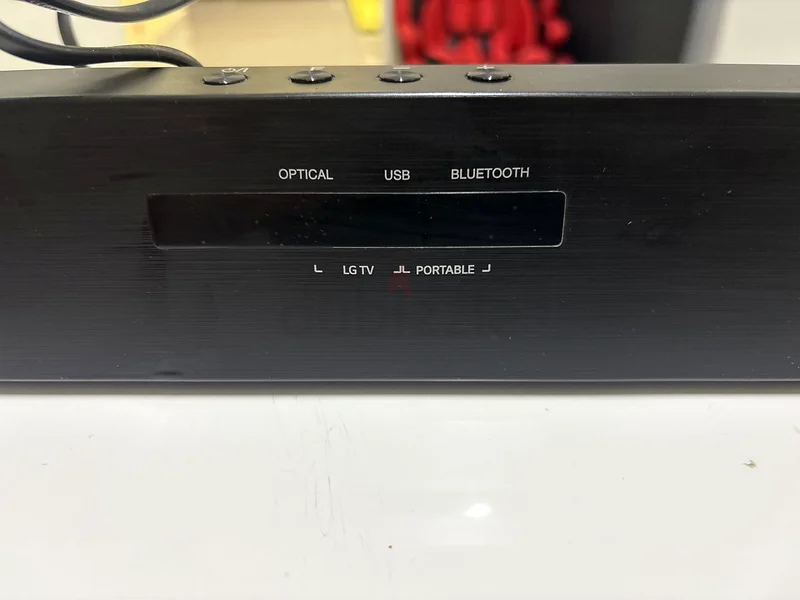 OPTICAL USB BLUETOOTH
LG TV PORTABLE